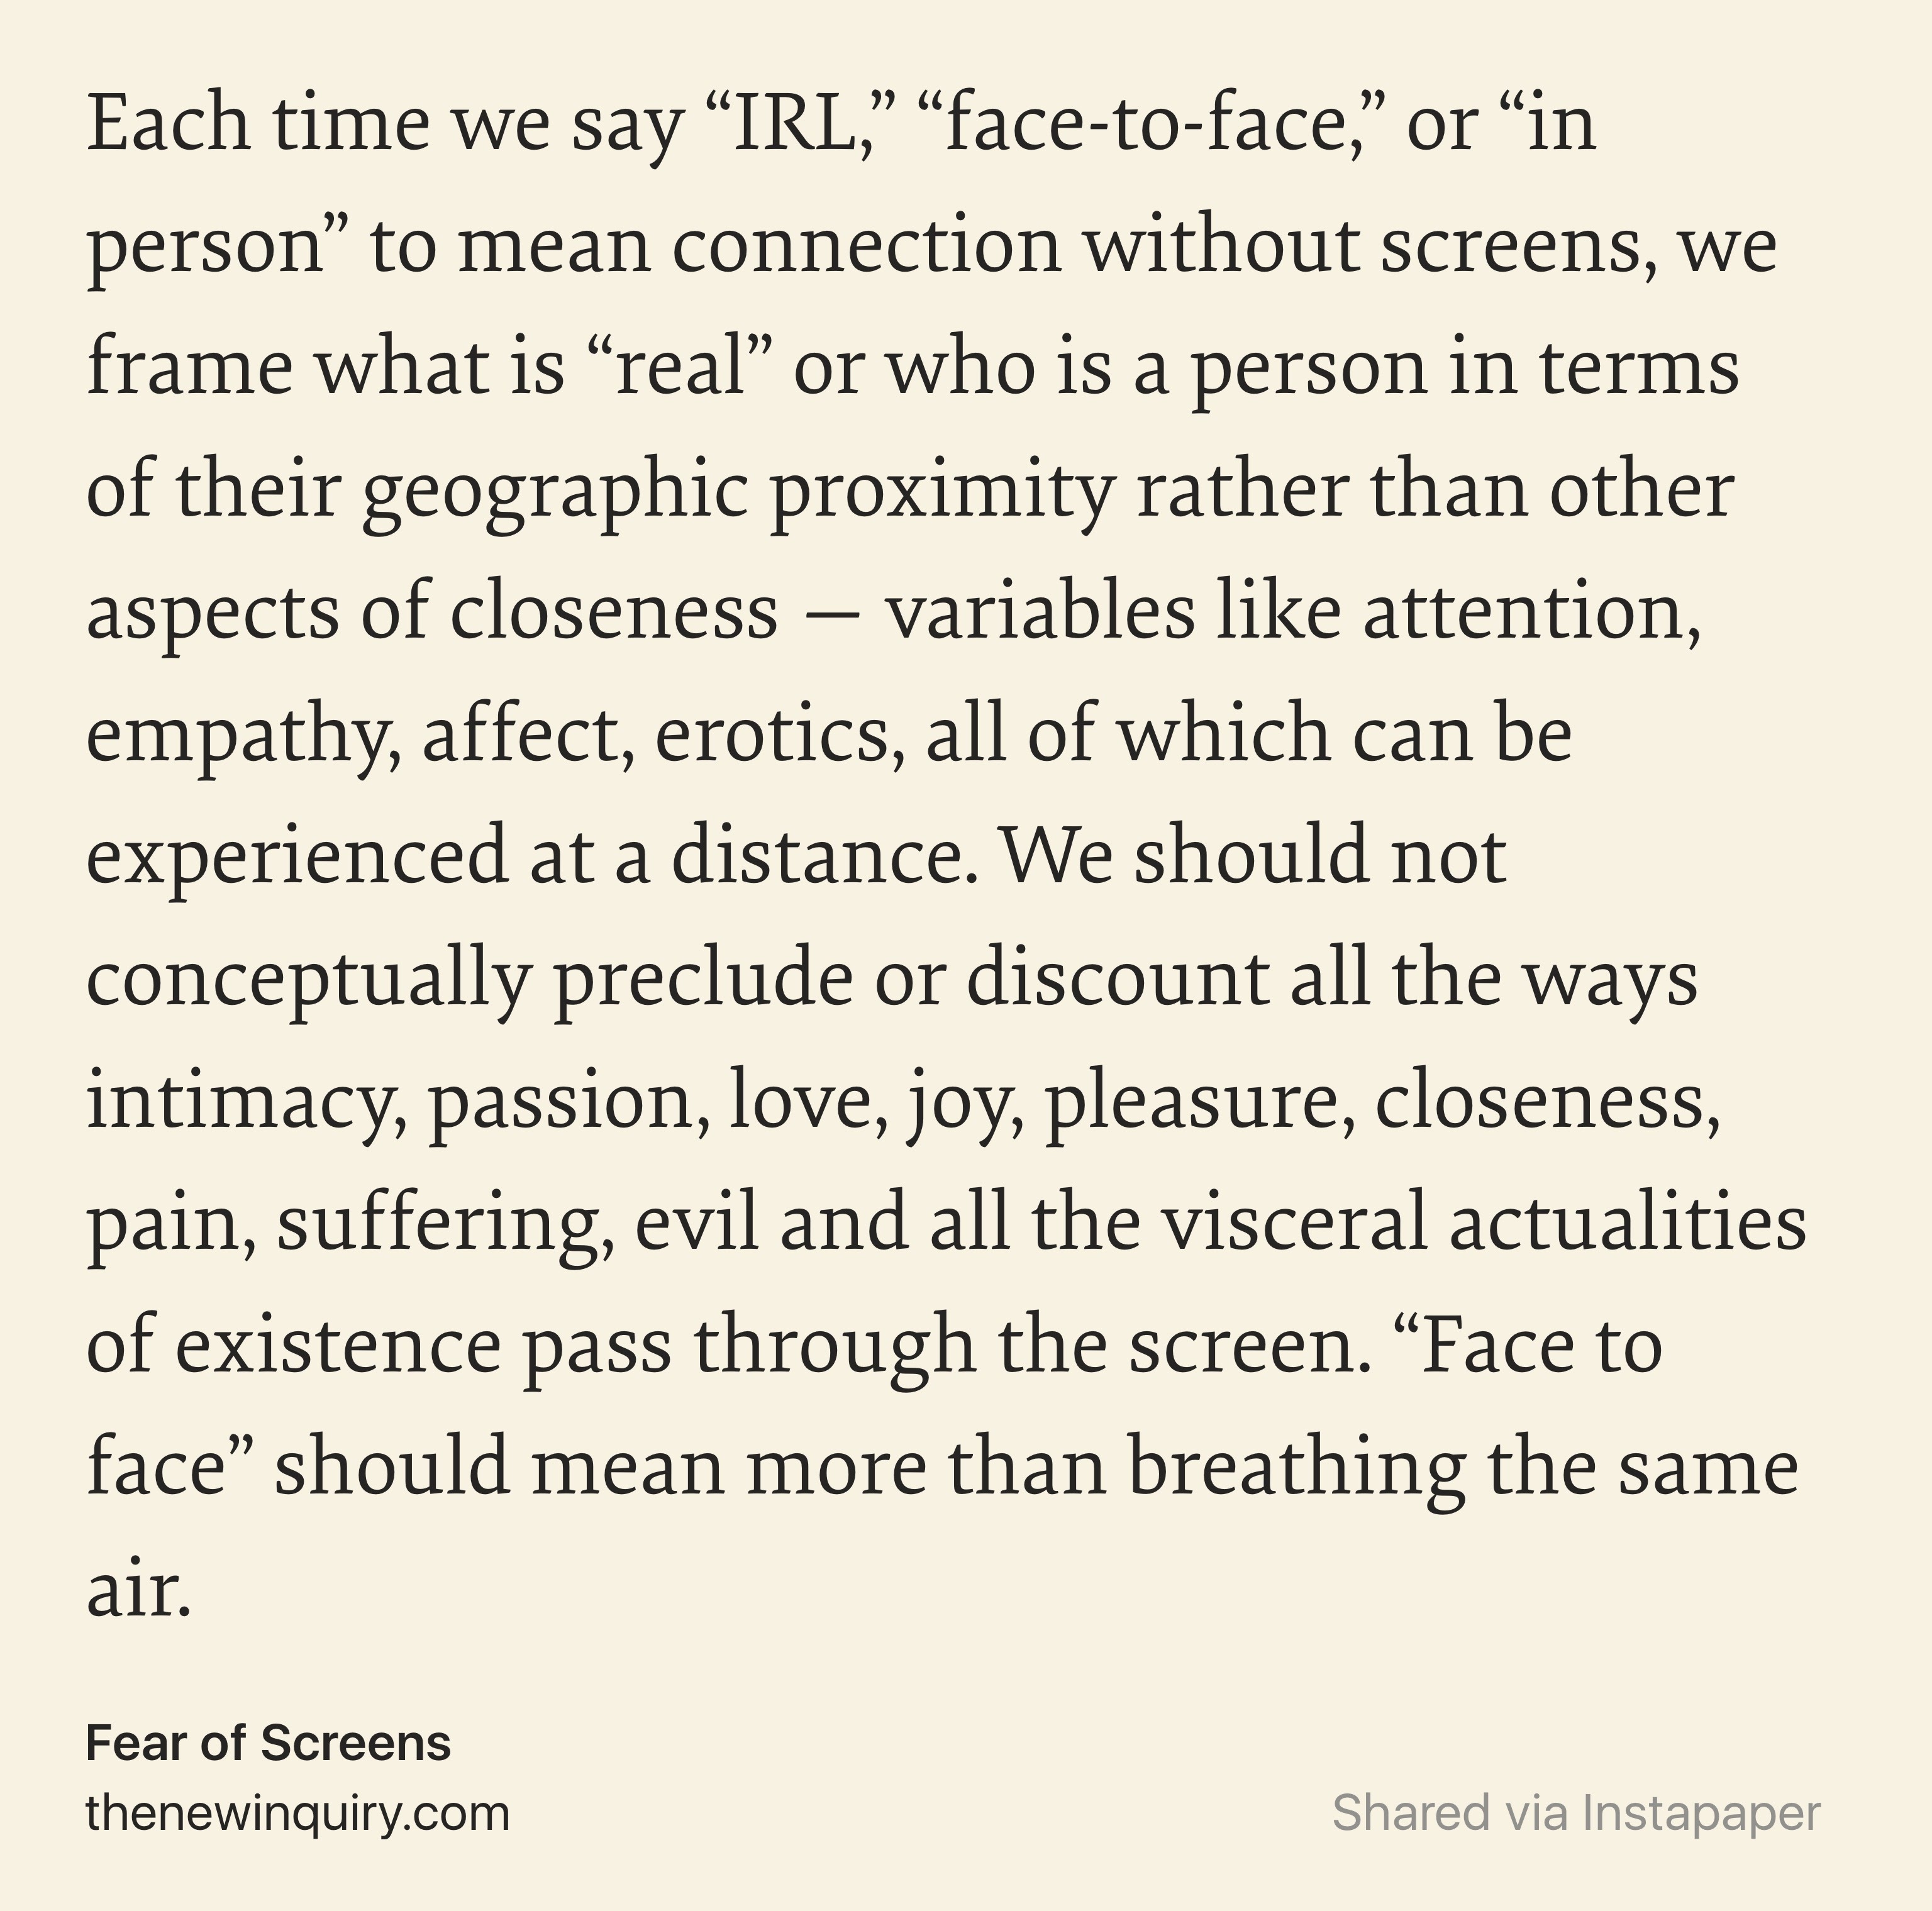 Each time we say “IRL,” “face-to-face,” or “in
person” to mean connection without screens, we
frame what is “real” or who is a person in terms
of their geographic proximity rather than other
aspects of closeness — variables like attention,
empathy, affect, erotics, all of which can be
experienced at a distance. We should not
conceptually preclude or discount all the ways
intimacy, passion, love, joy, pleasure, closeness,
pain, suffering, evil and all the visceral actualities
of existence pass through the screen. “Face to
face” should mean more than breathing the same
air.
Fear of Screens
thenewinquiry.com
Shared via Instapaper